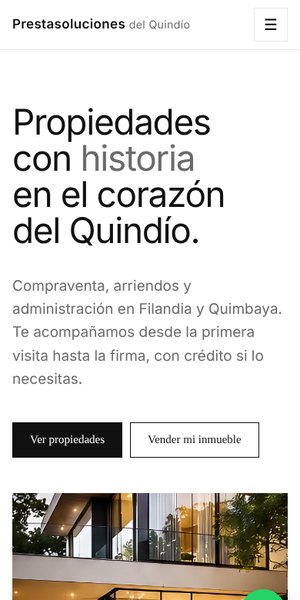 Prestasoluciones del Quindío
Propiedades
con historia
en el corazón
del Quindío.
Compraventa, arriendos y
administración en Filandia y Quimbaya.
Te acompañamos desde la primera
visita hasta la firma, con crédito si lo
necesitas.
Ver propiedades
Vender mi inmueble